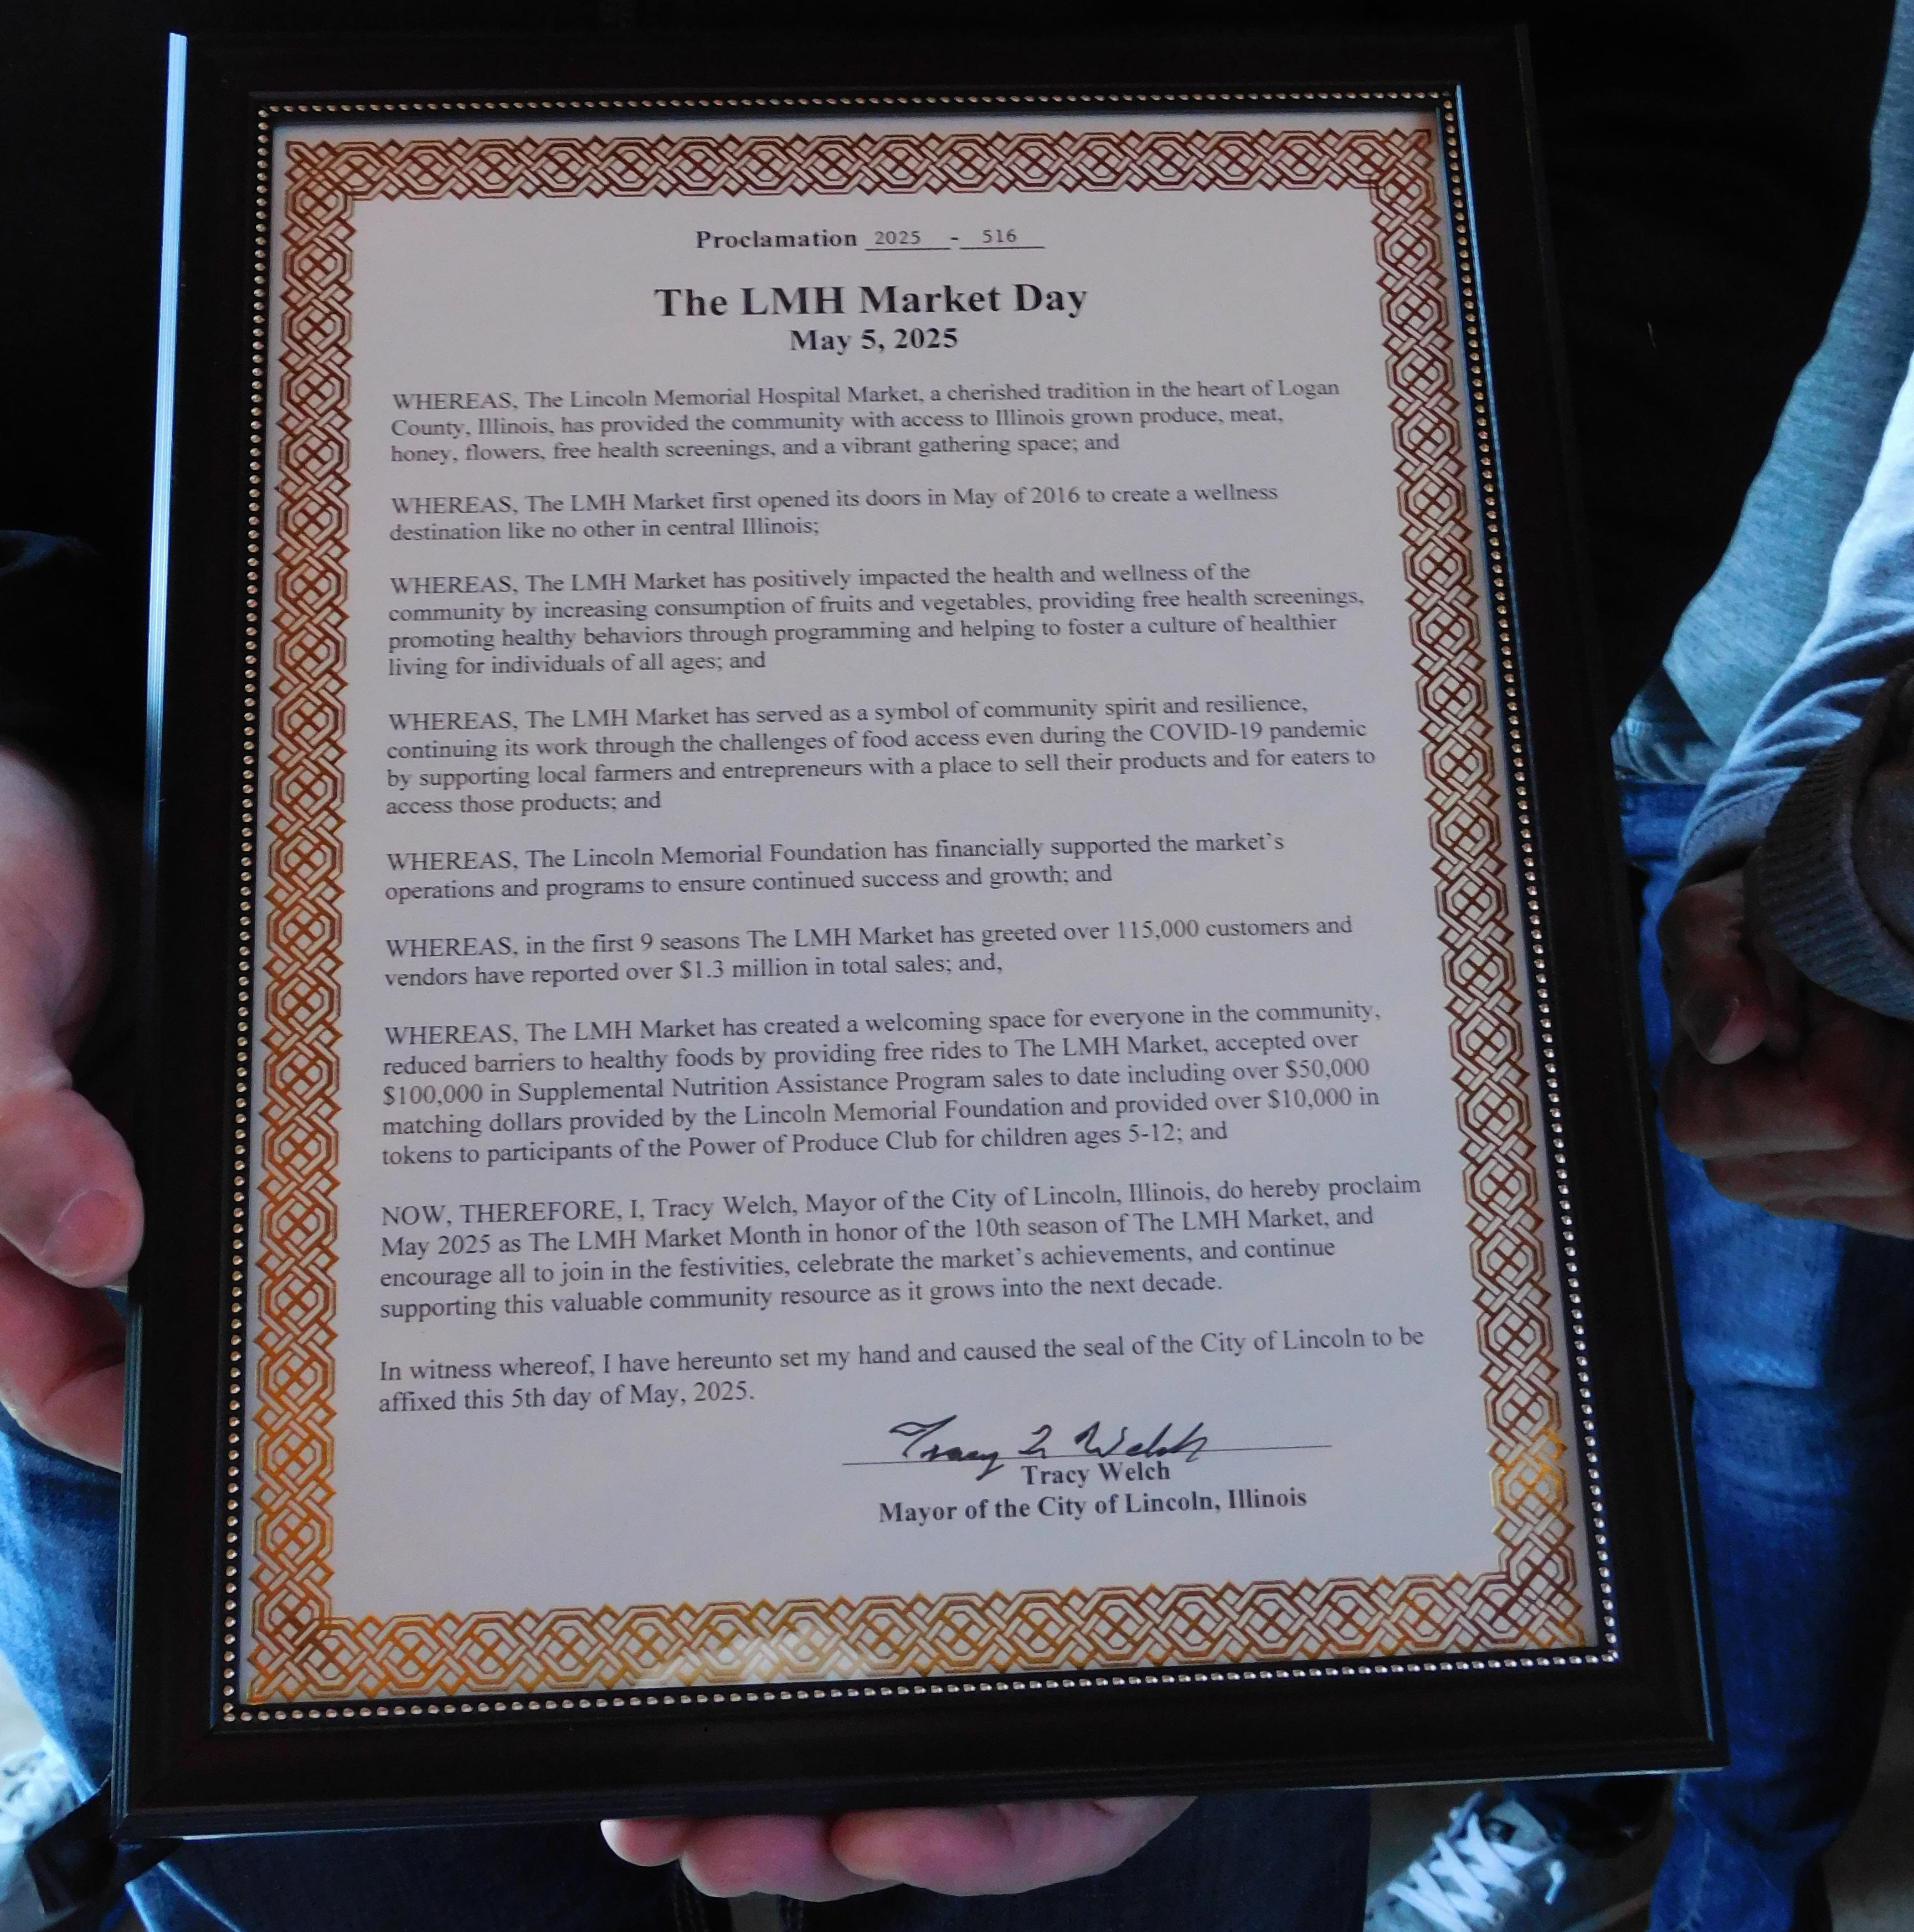 Proclamation 2025 - 516
The LMH Market Day
May 5, 2025
WHEREAS, The Lincoln Memorial Hospital Market, a cherished tradition in the heart of Logan
County, Illinois, has provided the community with access to Illinois grown produce, meat,
honey, flowers, free health screenings, and a vibrant gathering space; and
WHEREAS, The LMH Market first opened its doors in May of 2016 to create a wellness
destination like no other in central Illinois;
WHEREAS, The LMH Market has positively impacted the health and wellness of the
community by increasing consumption of fruits and vegetables, providing free health screenings,
promoting healthy behaviors through programming and helping to foster a culture of healthier
living for individuals of all ages; and
WHEREAS, The LMH Market has served as a symbol of community spirit and resilience,
continuing its work through the challenges of food access even during the COVID-19 pandemic
by supporting local farmers and entrepreneurs with a place to sell their products and for eaters to
access those products; and
WHEREAS, The Lincoln Memorial Foundation has financially supported the market's
operations and programs to ensure continued success and growth; and
WHEREAS, in the first 9 seasons The LMH Market has greeted over 115,000 customers and
vendors have reported over $1.3 million in total sales; and,
WHEREAS, The LMH Market has created a welcoming space for everyone in the community,
reduced barriers to healthy foods by providing free rides to The LMH Market, accepted over
$100,000 in Supplemental Nutrition Assistance Program sales to date including over $50,000
matching dollars provided by the Lincoln Memorial Foundation and provided over $10,000 in
tokens to participants of the Power of Produce Club for children ages 5-12; and
NOW, THEREFORE, I, Tracy Welch, Mayor of the City of Lincoln, Illinois, do hereby proclaim
May 2025 as The LMH Market Month in honor of the 10th season of The LMH Market, and
encourage all to join in the festivities, celebrate the market's achievements, and continue
supporting this valuable community resource as it grows into the next decade.
In witness whereof, I have hereunto set my hand and caused the seal of the City of Lincoln to be
affixed this 5th day of May, 2025.
Tracy Welch
Tracy Welch
Mayor of the City of Lincoln, Illinois